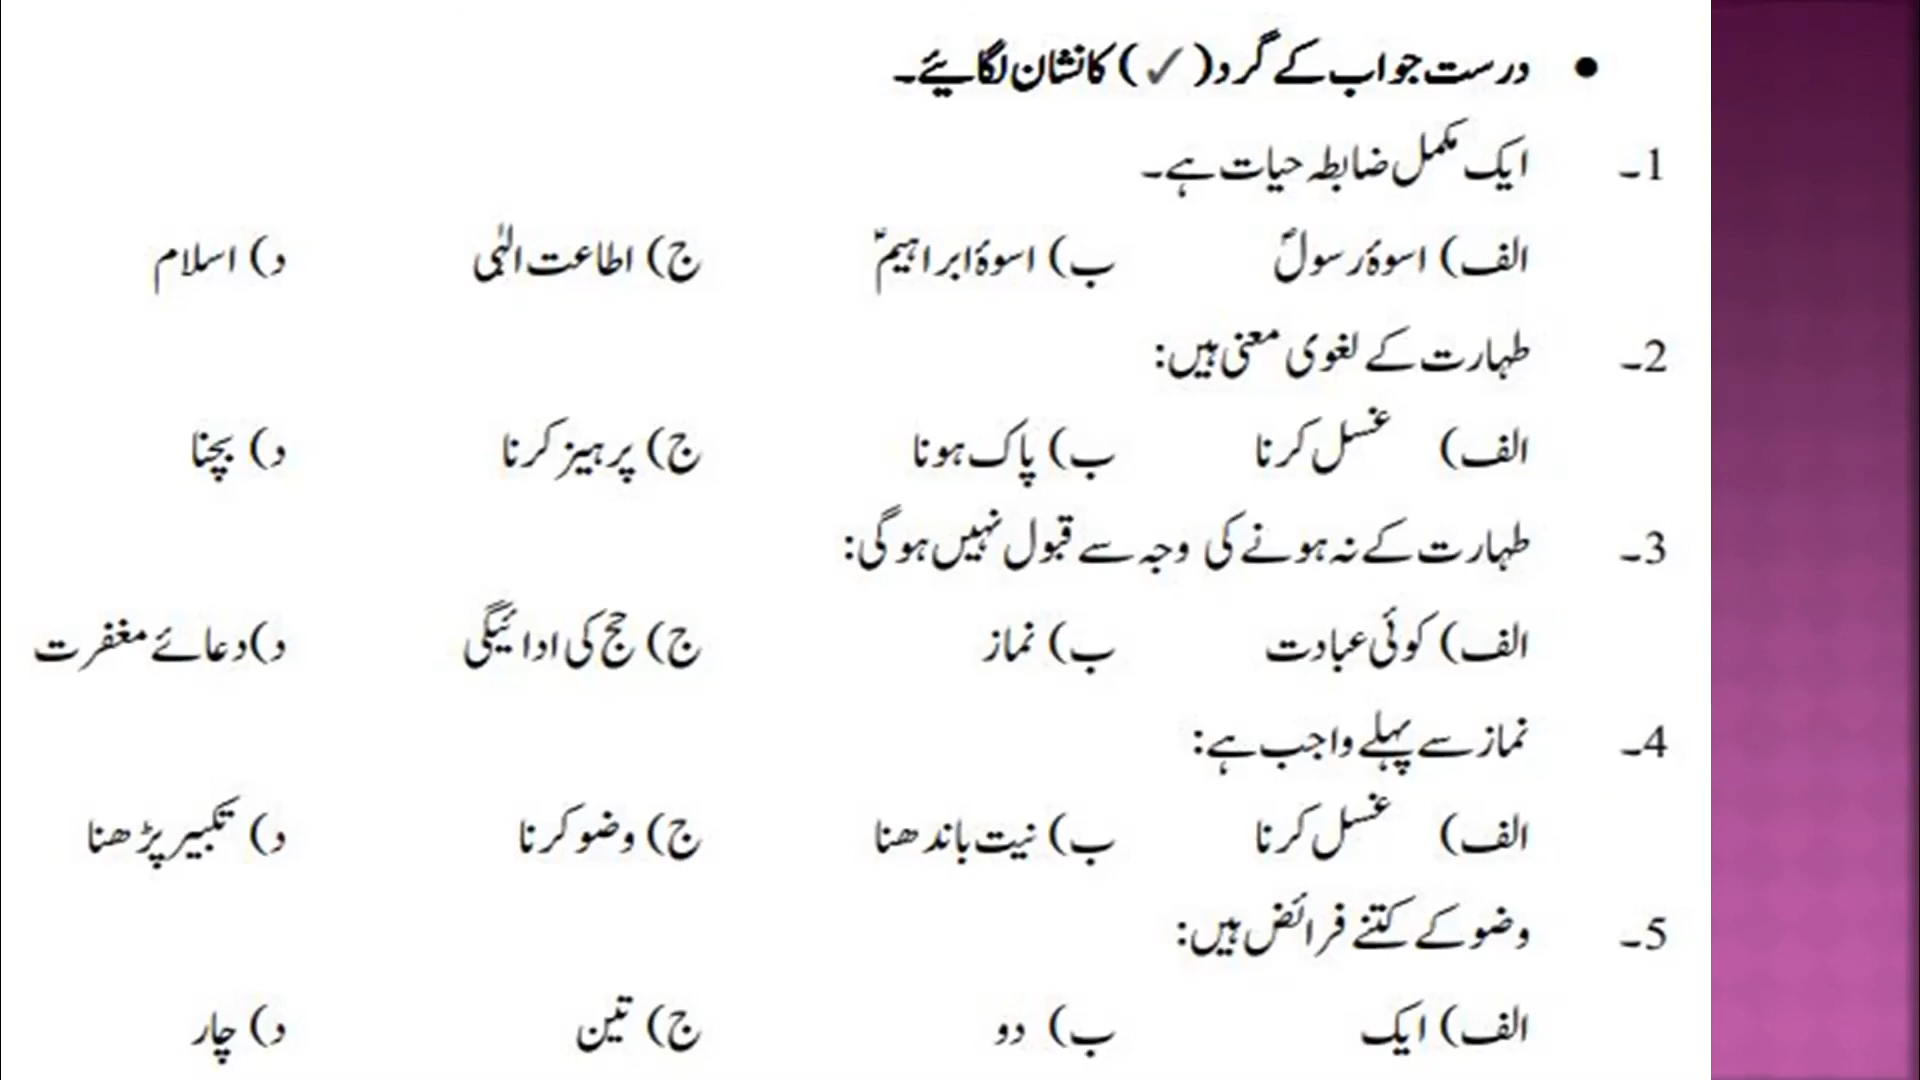 • درست جواب کے گرد ( ✓ ) کا نشان لگائیے۔
1۔ ایک مکمل ضابطہ حیات ہے۔
الف) اسوۂ رسولؐ ب) اسوۂ ابراہیمؑ ج) اطاعت الٰہی د) اسلام
2۔ طہارت کے لغوی معنی ہیں:
الف) غسل کرنا ب) پاک ہونا ج) پرہیز کرنا د) بچنا
3۔ طہارت کے نہ ہونے کی وجہ سے قبول نہیں ہوگی:
الف) کوئی عبادت ب) نماز ج) حج کی ادائیگی د) دعائے مغفرت
4۔ نماز سے پہلے واجب ہے:
الف) غسل کرنا ب) نیت باندھنا ج) وضو کرنا د) تکبیر پڑھنا
5۔ وضو کے کتنے فرائض ہیں:
الف) ایک ب) دو ج) تین د) چار